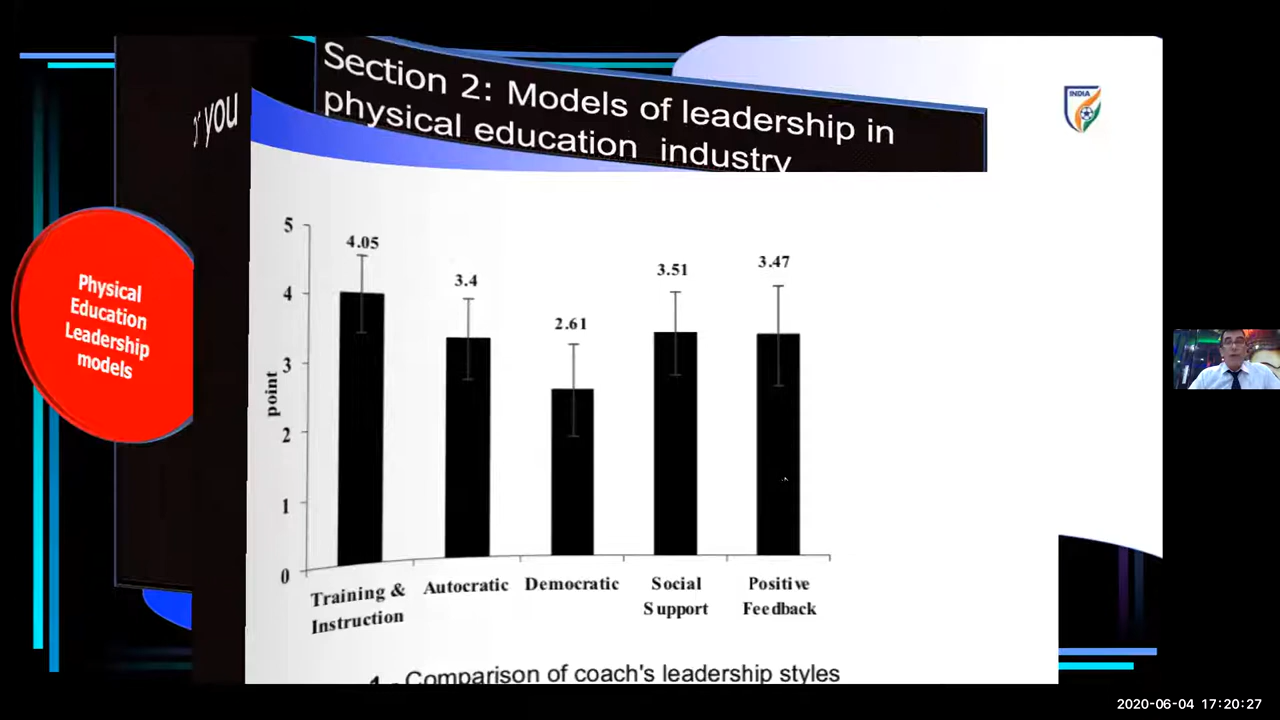 Section 2: Models of leadership in
physical education industry
you
INDIA
Physical
Education
Leadership
models
5
4
3
2
1
0
point
4.05
3.4
2.61
3.51
3.47
Training &
Instruction
Autocratic
Democratic
Social
Support
Positive
Feedback
Comparison of coach's leadership styles
2020-06-04 17:20:27